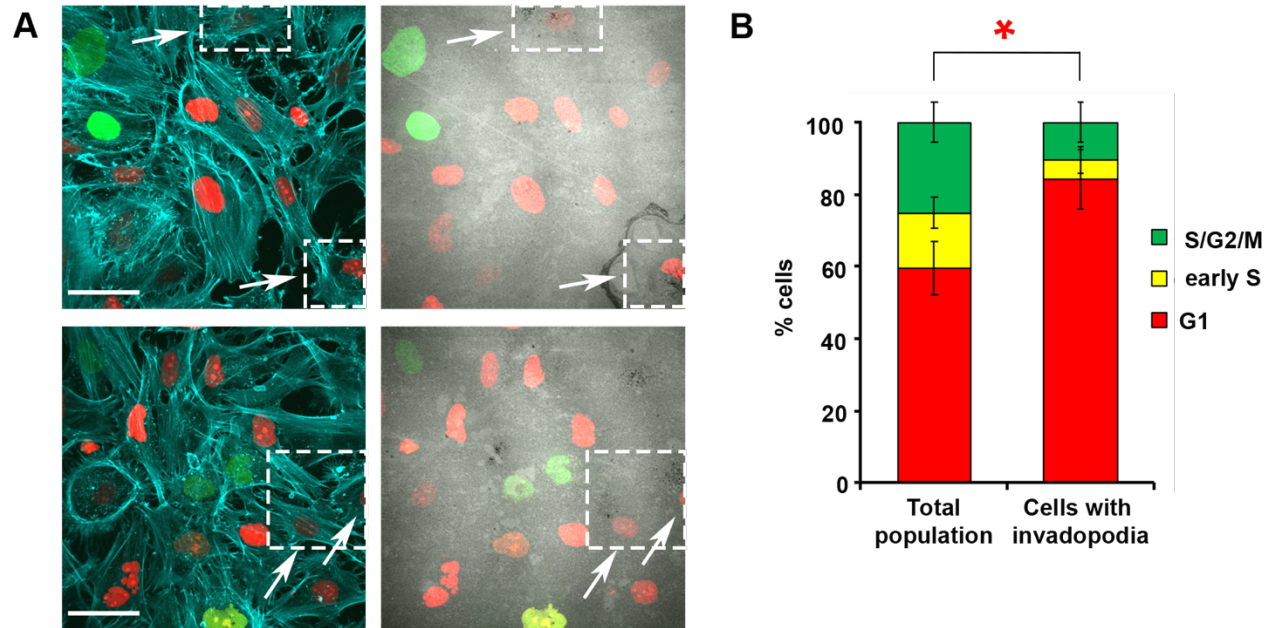 A
B
*
% cells
100
80
60
40
20
0
Total
population
Cells with
invadopodia
S/G2/M
early S
G1